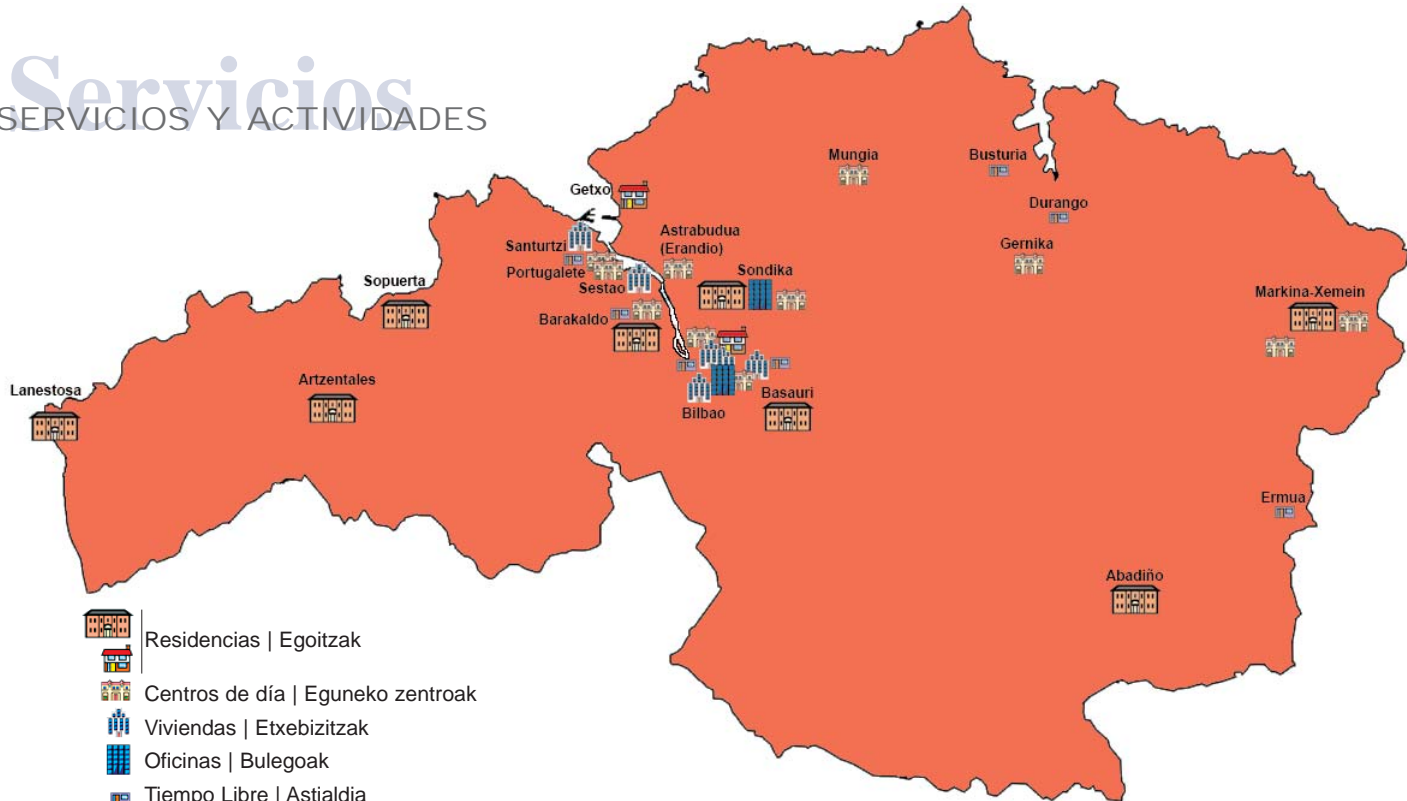 Servicios
SERVICIOS Y ACTIVIDADES
Mungia
Busturia
Getxo
Durango
Astrabudua
(Erandio)
Santurtzi
Gernika
Portugalete
Sondika
Sopuerta
Sestao
Markina-Xemein
Barakaldo
Artzentales
Lanestosa
Basauri
Bilbao
Ermua
Abadiño
Residencias | Egoitzak
Centros de día | Eguneko zentroak
Viviendas | Etxebizitzak
Oficinas | Bulegoak
Tiempo Libre | Astialdia